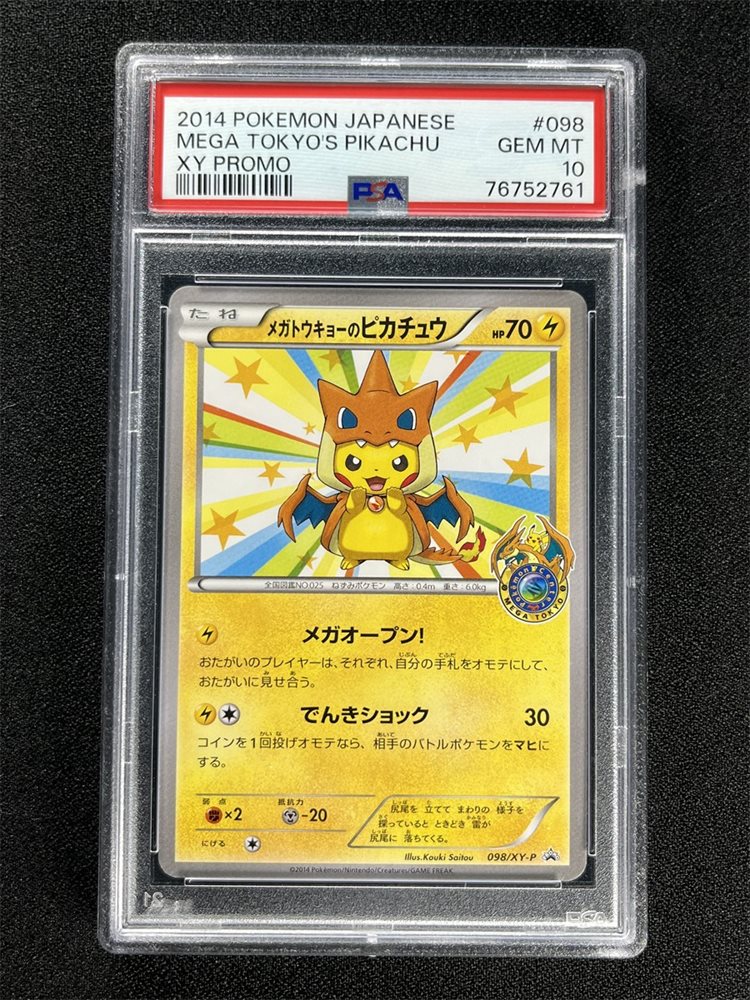 2014 POKEMON JAPANESE #098
MEGA TOKYO'S PIKACHU GEM MT
XY PROMO 10
PSA 76752761
たね メガトウキョーのピカチュウ HP70
Pokémon Center
MEGA TOKYO
全国図鑑NO.025 ねずみポケモン 高さ:0.4m 重さ:6.0kg
メガオープン!
おたがいのプレイヤーは、それぞれ、自分の手札をオモテにして、
おたがいに見せ合う。
でんきショック 30
コインを1回投げオモテなら、相手のバトルポケモンをマヒに
する。
弱点 抵抗力
×2 -20
にげる
尻尾を 立てて まわりの 様子を
探っていると ときどき 雷が
尻尾に 落ちてくる。
Illus.Kouki Saitou 098/XY-P
©2014 Pokémon/Nintendo/Creatures/GAME FREAK.
PSA